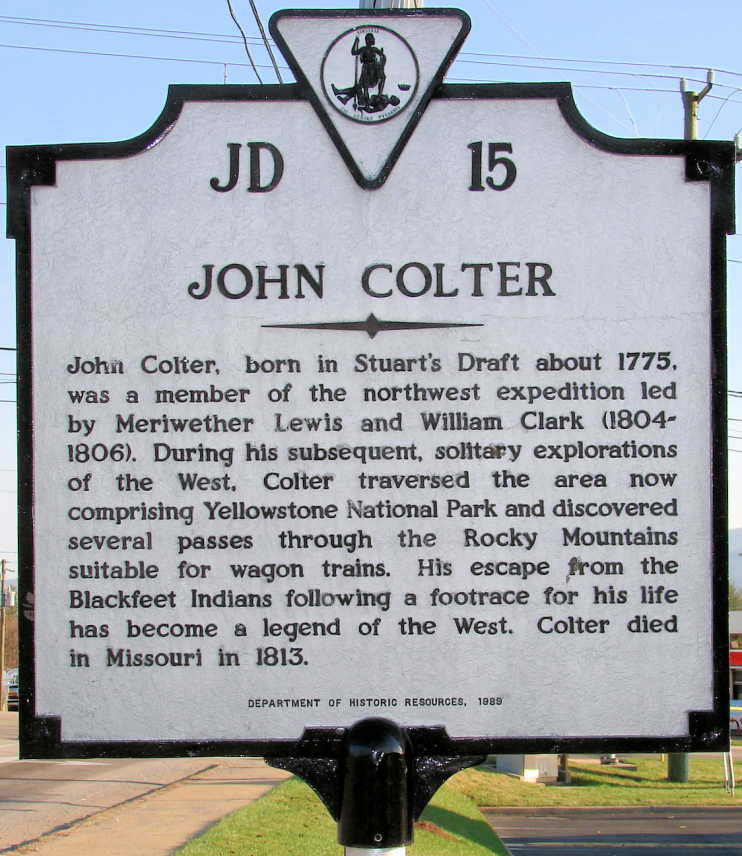 JD 15
JOHN COLTER
John Colter, born in Stuart's Draft about 1775,
was a member of the northwest expedition led
by Meriwether Lewis and William Clark (1804-
1806). During his subsequent, solitary explorations
of the West, Colter traversed the area now
comprising Yellowstone National Park and discovered
several passes through the Rocky Mountains
suitable for wagon trains. His escape from the
Blackfeet Indians following a footrace for his life
has become a legend of the West. Colter died
in Missouri in 1813.
DEPARTMENT OF HISTORIC RESOURCES, 1989